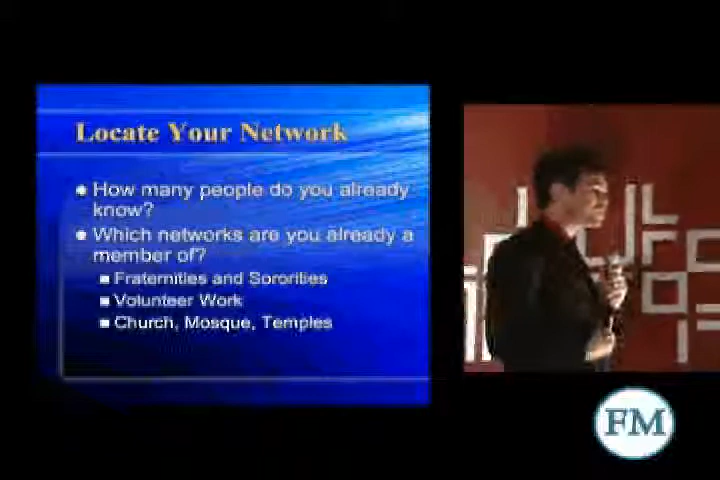 Locate Your Network
How many people do you already
know?
Which networks are you already a
member of?
Fraternities and Sororities
Volunteer Work
Church, Mosque, Temples
FM